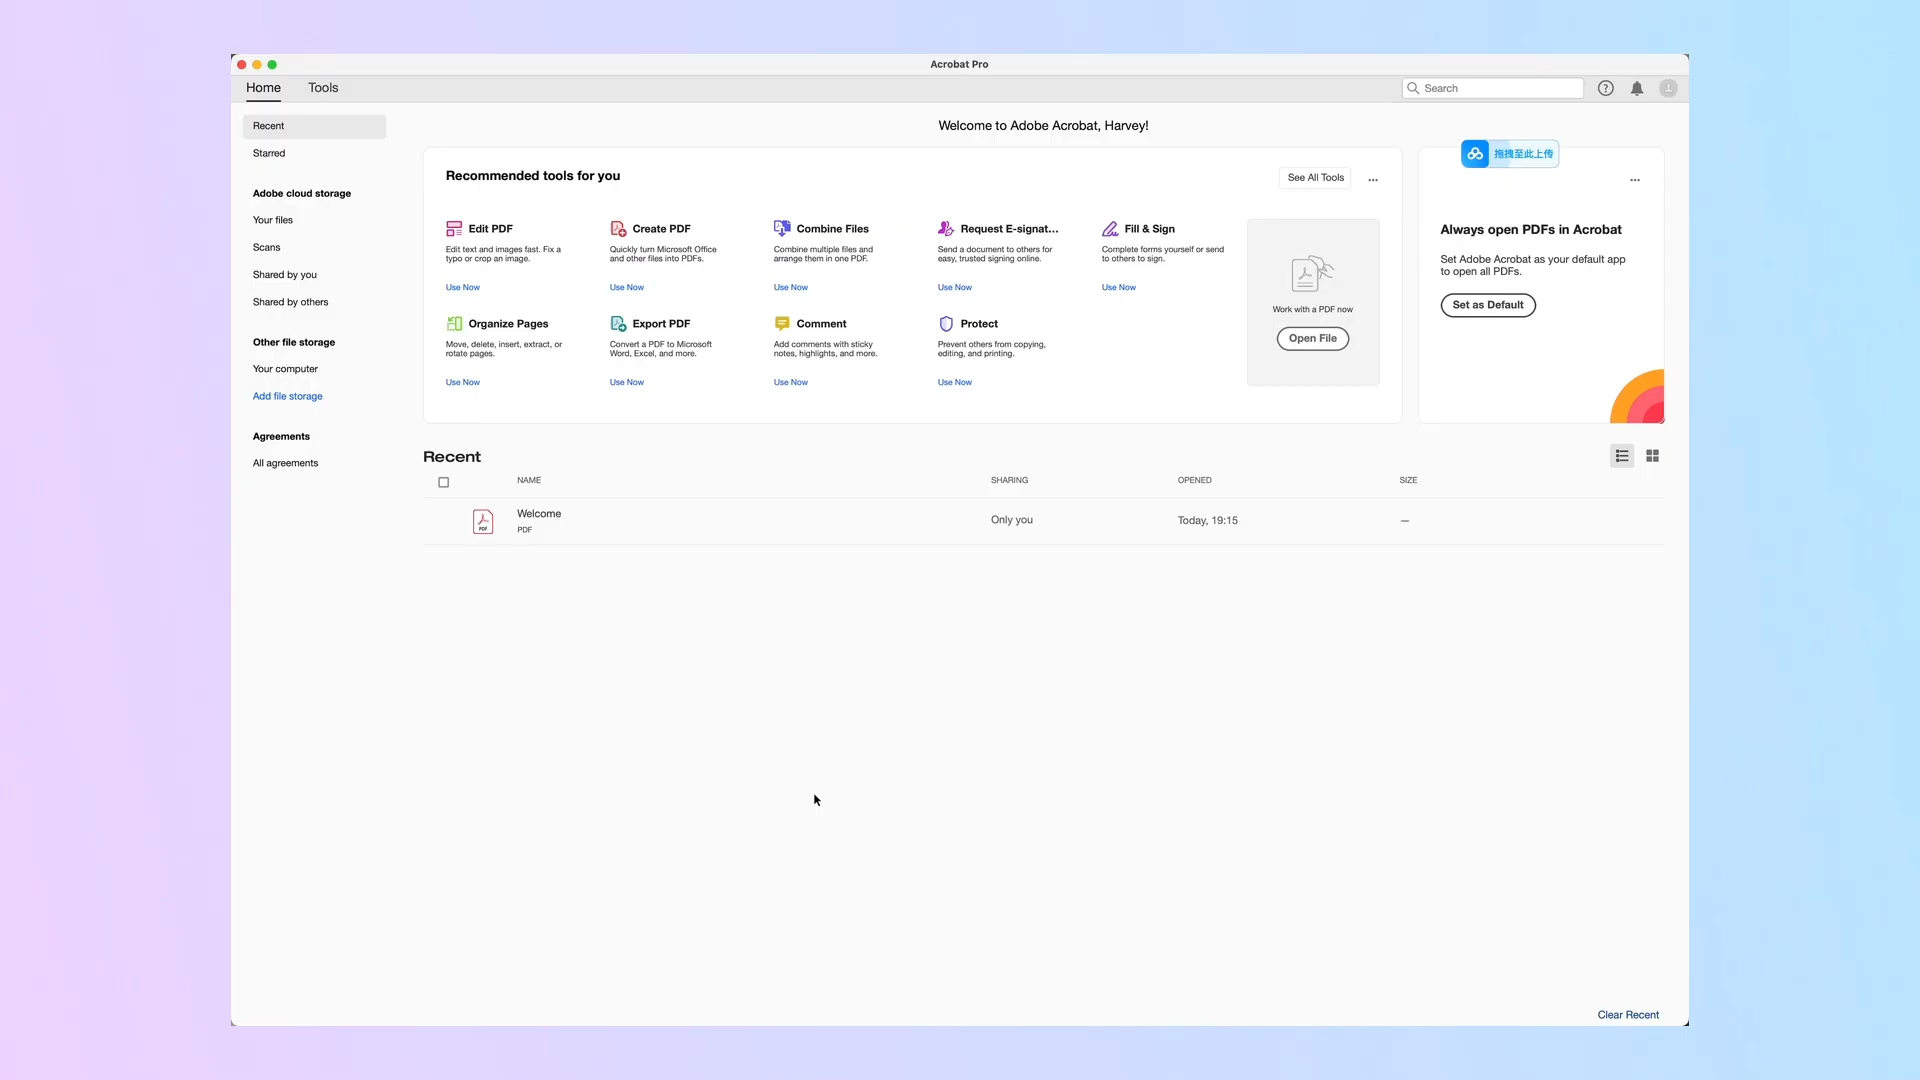 Acrobat Pro
Home
Tools
Search
Recent
Starred
Adobe cloud storage
Your files
Scans
Shared by you
Shared by others
Other file storage
Your computer
Add file storage
Agreements
All agreements
Welcome to Adobe Acrobat, Harvey!
Recommended tools for you
See All Tools
Edit PDF
Edit text and images fast. Fix a
typo or crop an image.
Use Now
Create PDF
Quickly turn Microsoft Office
and other files into PDFs.
Use Now
Combine Files
Combine multiple files and
arrange them in one PDF.
Use Now
Request E-signat...
Send a document to others for
easy, trusted signing online.
Use Now
Fill & Sign
Complete forms yourself or send
to others to sign.
Use Now
Organize Pages
Move, delete, insert, extract, or
rotate pages.
Use Now
Export PDF
Convert a PDF to Microsoft
Word, Excel, and more.
Use Now
Comment
Add comments with sticky
notes, highlights, and more.
Use Now
Protect
Prevent others from copying,
editing, and printing.
Use Now
Work with a PDF now
Open File
拖拽至此上传
Always open PDFs in Acrobat
Set Adobe Acrobat as your default app
to open all PDFs.
Set as Default
Recent
NAME
SHARING
OPENED
SIZE
PDF
Welcome
PDF
Only you
Today, 19:15
—
Clear Recent